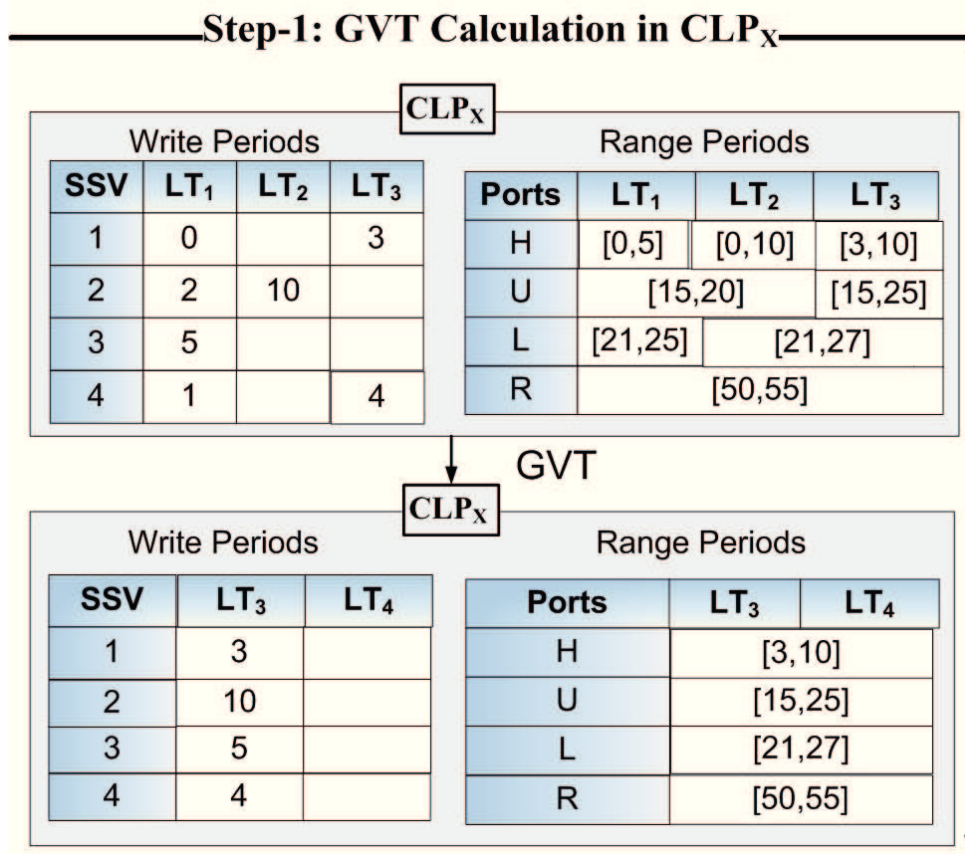 Step-1: GVT Calculation in CLPX
CLPX
Write Periods
SSV LT1 LT2 LT3
1 0 3
2 2 10
3 5
4 1 4
Range Periods
Ports LT1 LT2 LT3
H [0,5] [0,10] [3,10]
U [15,20] [15,25]
L [21,25] [21,27]
R [50,55]
GVT
CLPX
Write Periods
SSV LT3 LT4
1 3
2 10
3 5
4 4
Range Periods
Ports LT3 LT4
H [3,10]
U [15,25]
L [21,27]
R [50,55]